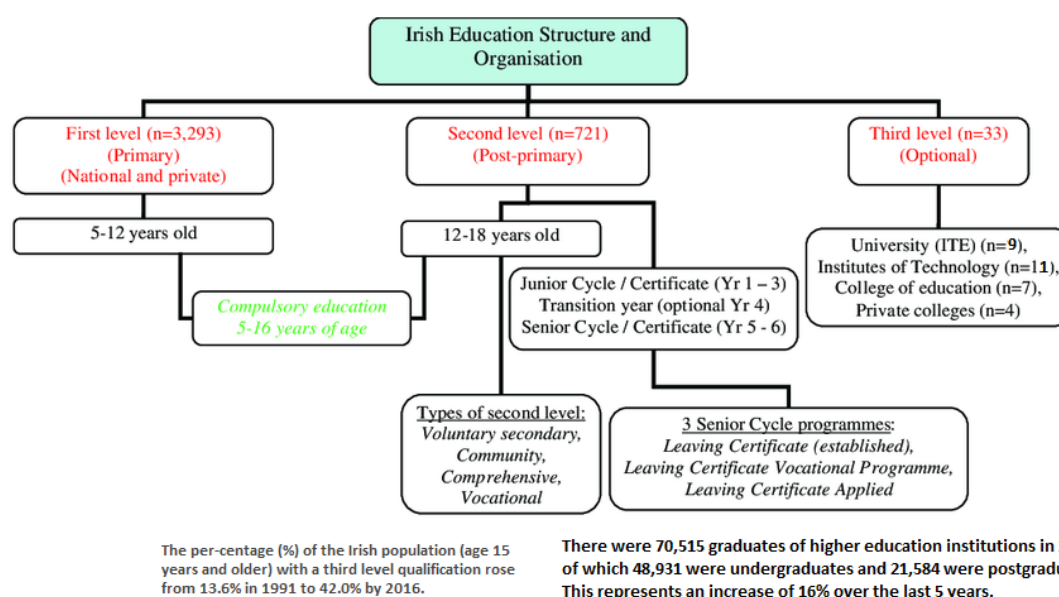 Irish Education Structure and
Organisation
First level (n=3,293)
(Primary)
(National and private)
Second level (n=721)
(Post-primary)
Third level (n=33)
(Optional)
5-12 years old
12-18 years old
Compulsory education
5-16 years of age
Junior Cycle / Certificate (Yr 1 – 3)
Transition year (optional Yr 4)
Senior Cycle / Certificate (Yr 5 - 6)
University (ITE) (n=9),
Institutes of Technology (n=11),
College of education (n=7),
Private colleges (n=4)
Types of second level:
Voluntary secondary,
Community,
Comprehensive,
Vocational
3 Senior Cycle programmes:
Leaving Certificate (established),
Leaving Certificate Vocational Programme,
Leaving Certificate Applied
The per-centage (%) of the Irish population (age 15
years and older) with a third level qualification rose
from 13.6% in 1991 to 42.0% by 2016.
There were 70,515 graduates of higher education institutions in
of which 48,931 were undergraduates and 21,584 were
This represents an increase of 16% over the last 5 years.